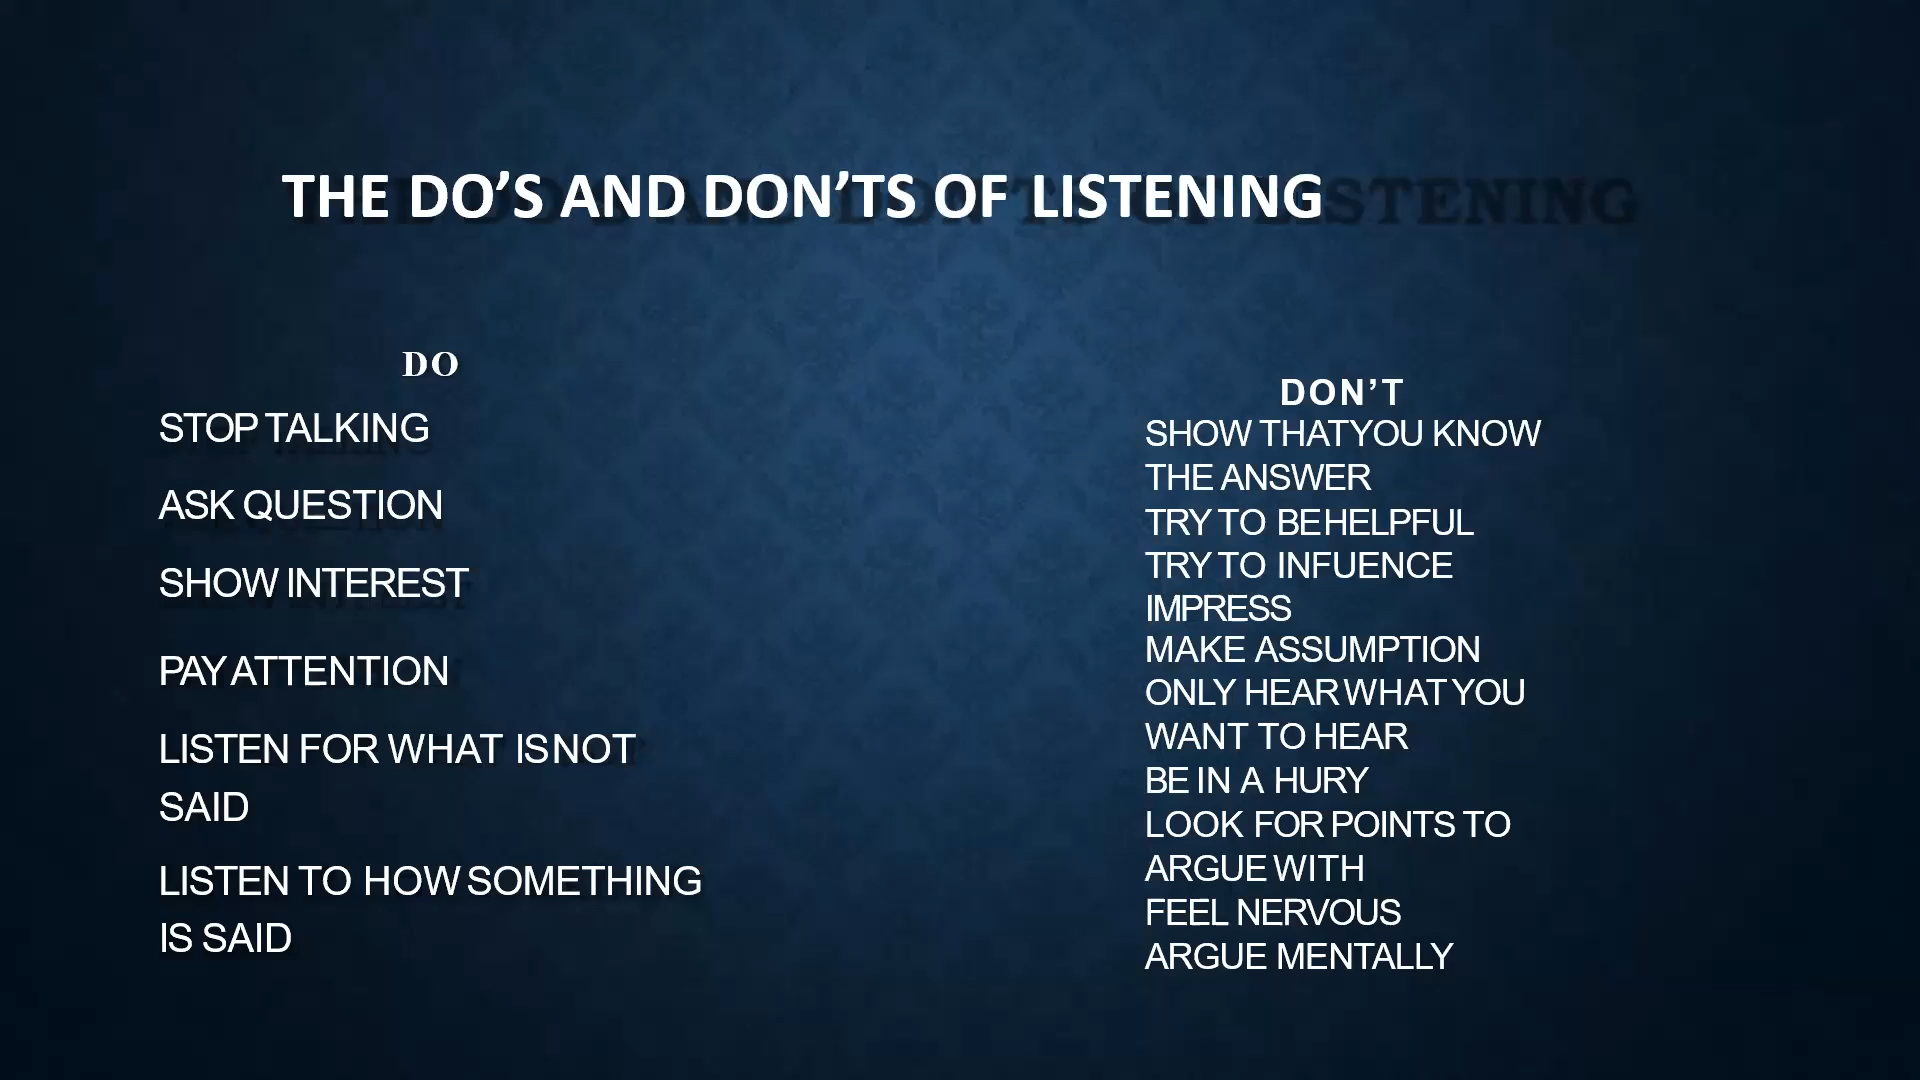 THE DO’S AND DON’TS OF LISTENING
DO
STOP TALKING
ASK QUESTION
SHOW INTEREST
PAY ATTENTION
LISTEN FOR WHAT IS NOT
SAID
LISTEN TO HOW SOMETHING
IS SAID
DON’T
SHOW THAT YOU KNOW
THE ANSWER
TRY TO BE HELPFUL
TRY TO INFUENCE
IMPRESS
MAKE ASSUMPTION
ONLY HEAR WHAT YOU
WANT TO HEAR
BE IN A HURY
LOOK FOR POINTS TO
ARGUE WITH
FEEL NERVOUS
ARGUE MENTALLY